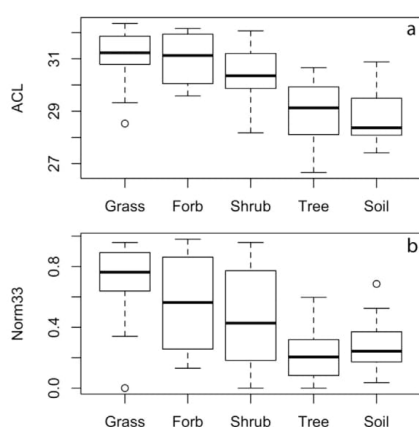 a
ACL
31
29
27
Grass Forb Shrub Tree Soil
b
Norm33
0.8
0.4
0.0
Grass Forb Shrub Tree Soil